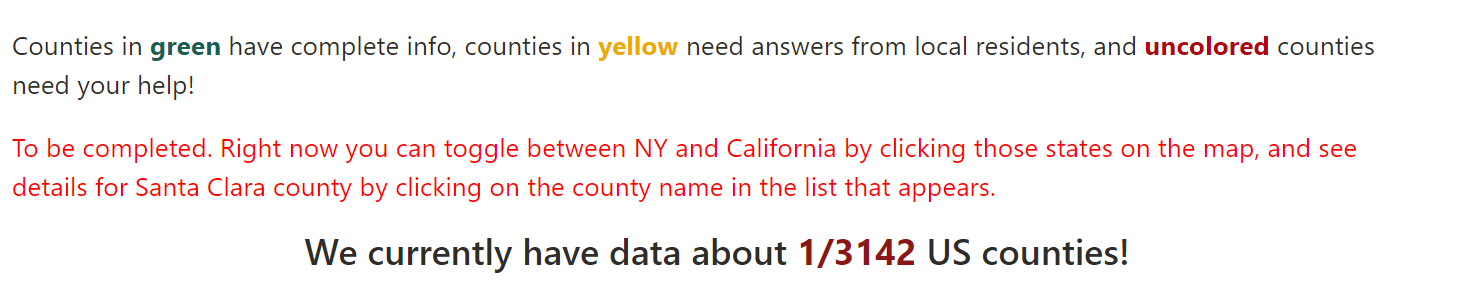 Counties in green have complete info, counties in yellow need answers from local residents, and uncolored counties
need your help!
To be completed. Right now you can toggle between NY and California by clicking those states on the map, and see
details for Santa Clara county by clicking on the county name in the list that appears.
We currently have data about 1/3142 US counties!